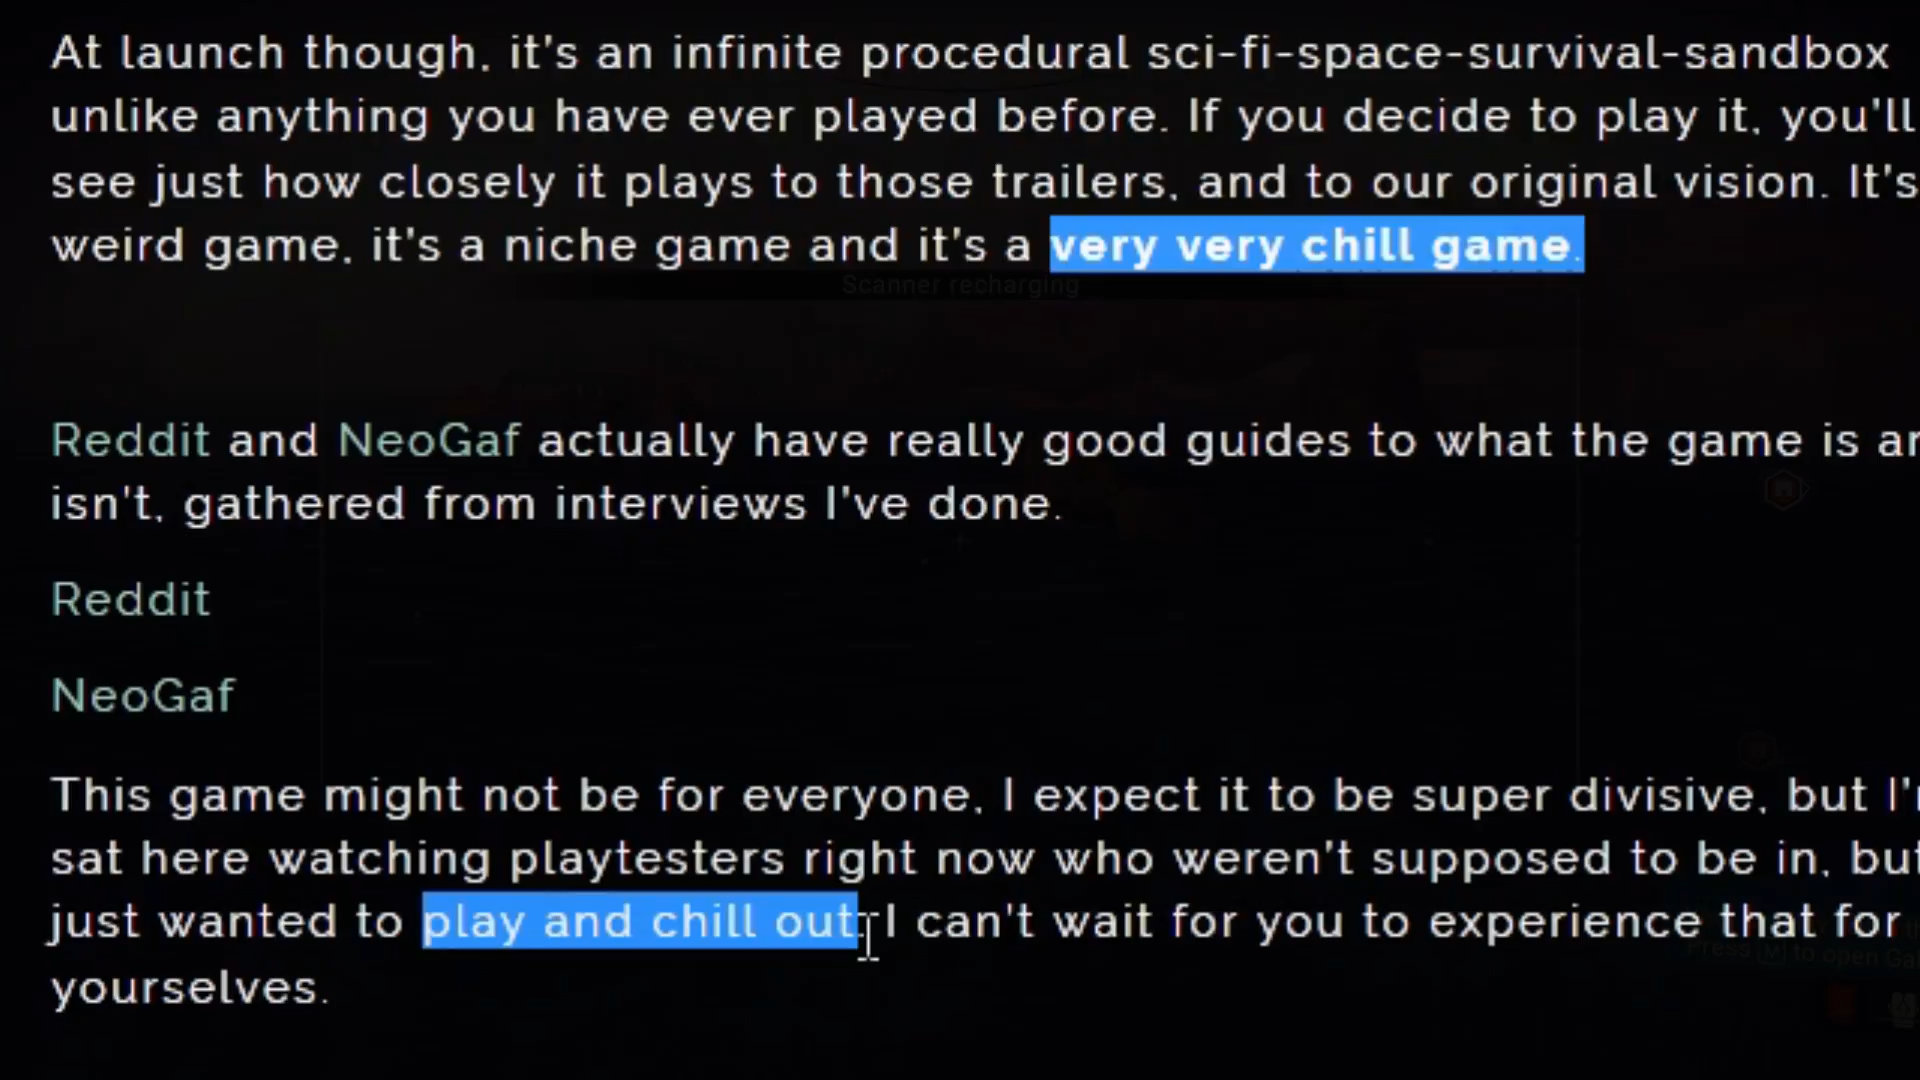 At launch though, it's an infinite procedural sci-fi-space-survival-sandbox
unlike anything you have ever played before. If you decide to play it, you'll
see just how closely it plays to those trailers, and to our original vision. It's
weird game, it's a niche game and it's a very very chill game.
Scanner recharging
Reddit and NeoGaf actually have really good guides to what the game is
isn't, gathered from interviews I've done.
Reddit
NeoGaf
This game might not be for everyone, I expect it to be super divisive, but
sat here watching playtesters right now who weren't supposed to be in, but
just wanted to play and chill out. I can't wait for you to experience that for
Press [M] to open
yourselves.